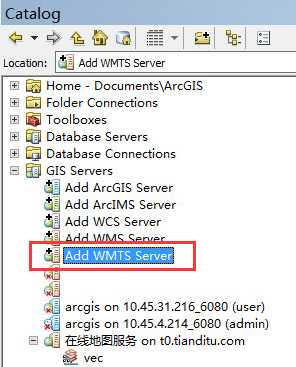 Catalog
Location: Add WMTS Server
Home - Documents\ArcGIS
Folder Connections
Toolboxes
Database Servers
Database Connections
GIS Servers
Add ArcGIS Server
Add ArcIMS Server
Add WCS Server
Add WMS Server
Add WMTS Server
arcgis on 10.45.31.216_6080 (user)
arcgis on 10.45.4.214_6080 (admin)
在线地图服务 on t0.tianditu.com
vec